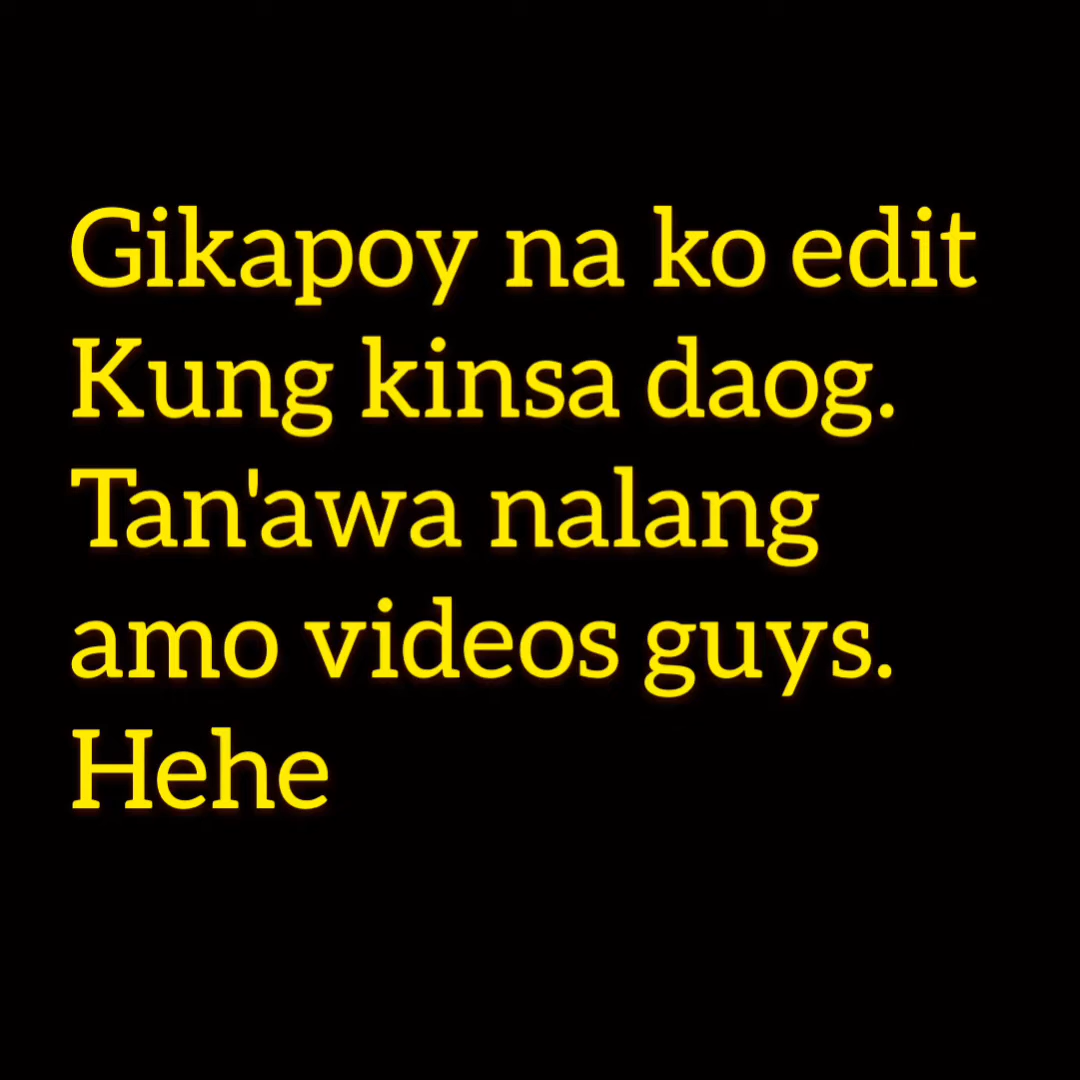 Gikapoy na ko edit
Kung kinsa daog.
Tan'awa nalang
amo videos guys.
Hehe